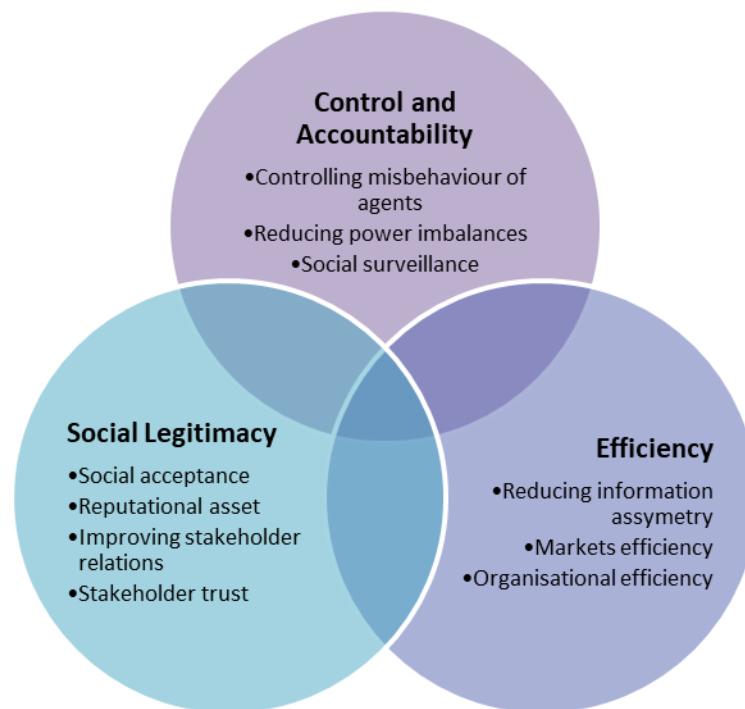 Control and
Accountability
•Controlling misbehaviour of
agents
•Reducing power imbalances
•Social surveillance
Social Legitimacy
•Social acceptance
•Reputational asset
•Improving stakeholder
relations
•Stakeholder trust
Efficiency
•Reducing information
assymetry
•Markets efficiency
•Organisational efficiency